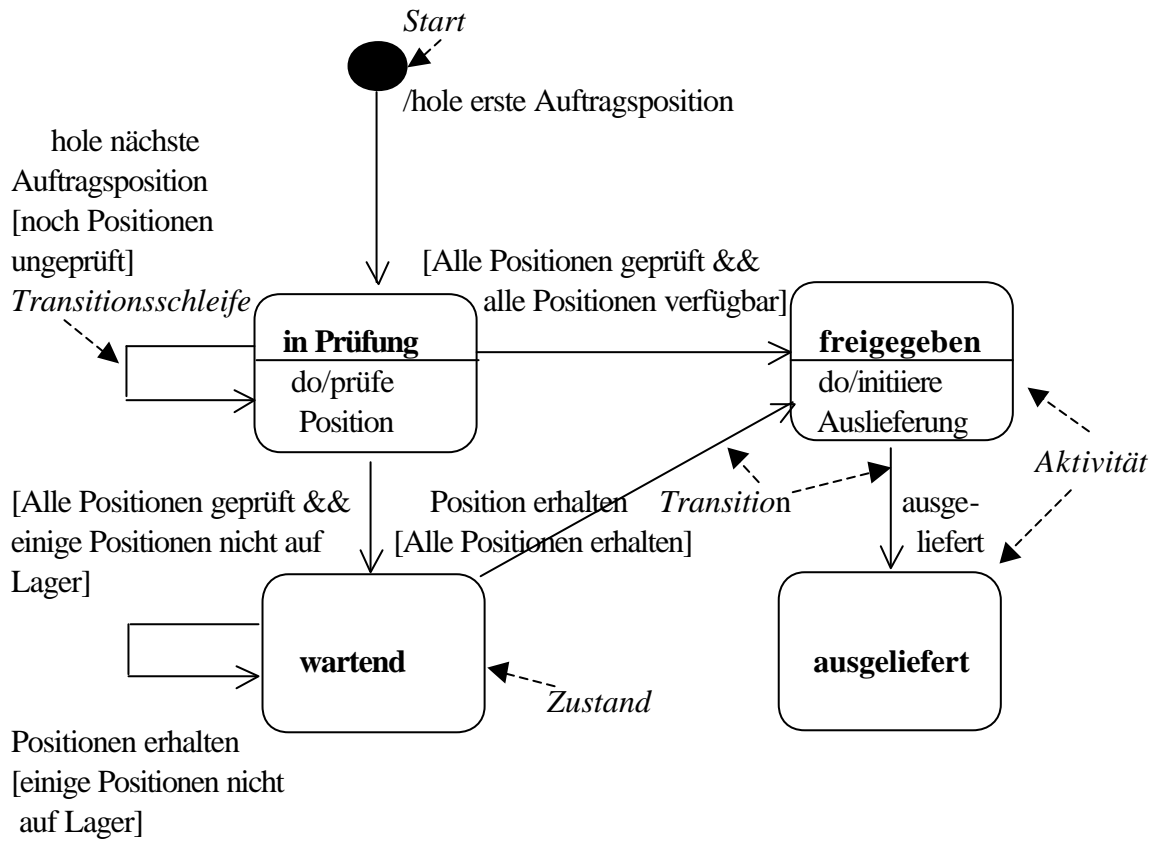 Start
/hole erste Auftragsposition
hole nächste
Auftragsposition
[noch Positionen
ungeprüft]
Transitionsschleife
[Alle Positionen geprüft &&
alle Positionen verfügbar]
in Prüfung
do/prüfe
Position
freigegeben
do/initiiere
Auslieferung
Aktivität
[Alle Positionen geprüft &&
einige Positionen nicht auf
Lager]
Position erhalten
[Alle Positionen erhalten]
Transition
ausge-
liefert
wartend
ausgeliefert
Zustand
Positionen erhalten
[einige Positionen nicht
auf Lager]